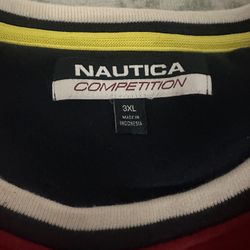 NAUTICA
COMPETITION
3XL
MADE IN
INDONESIA